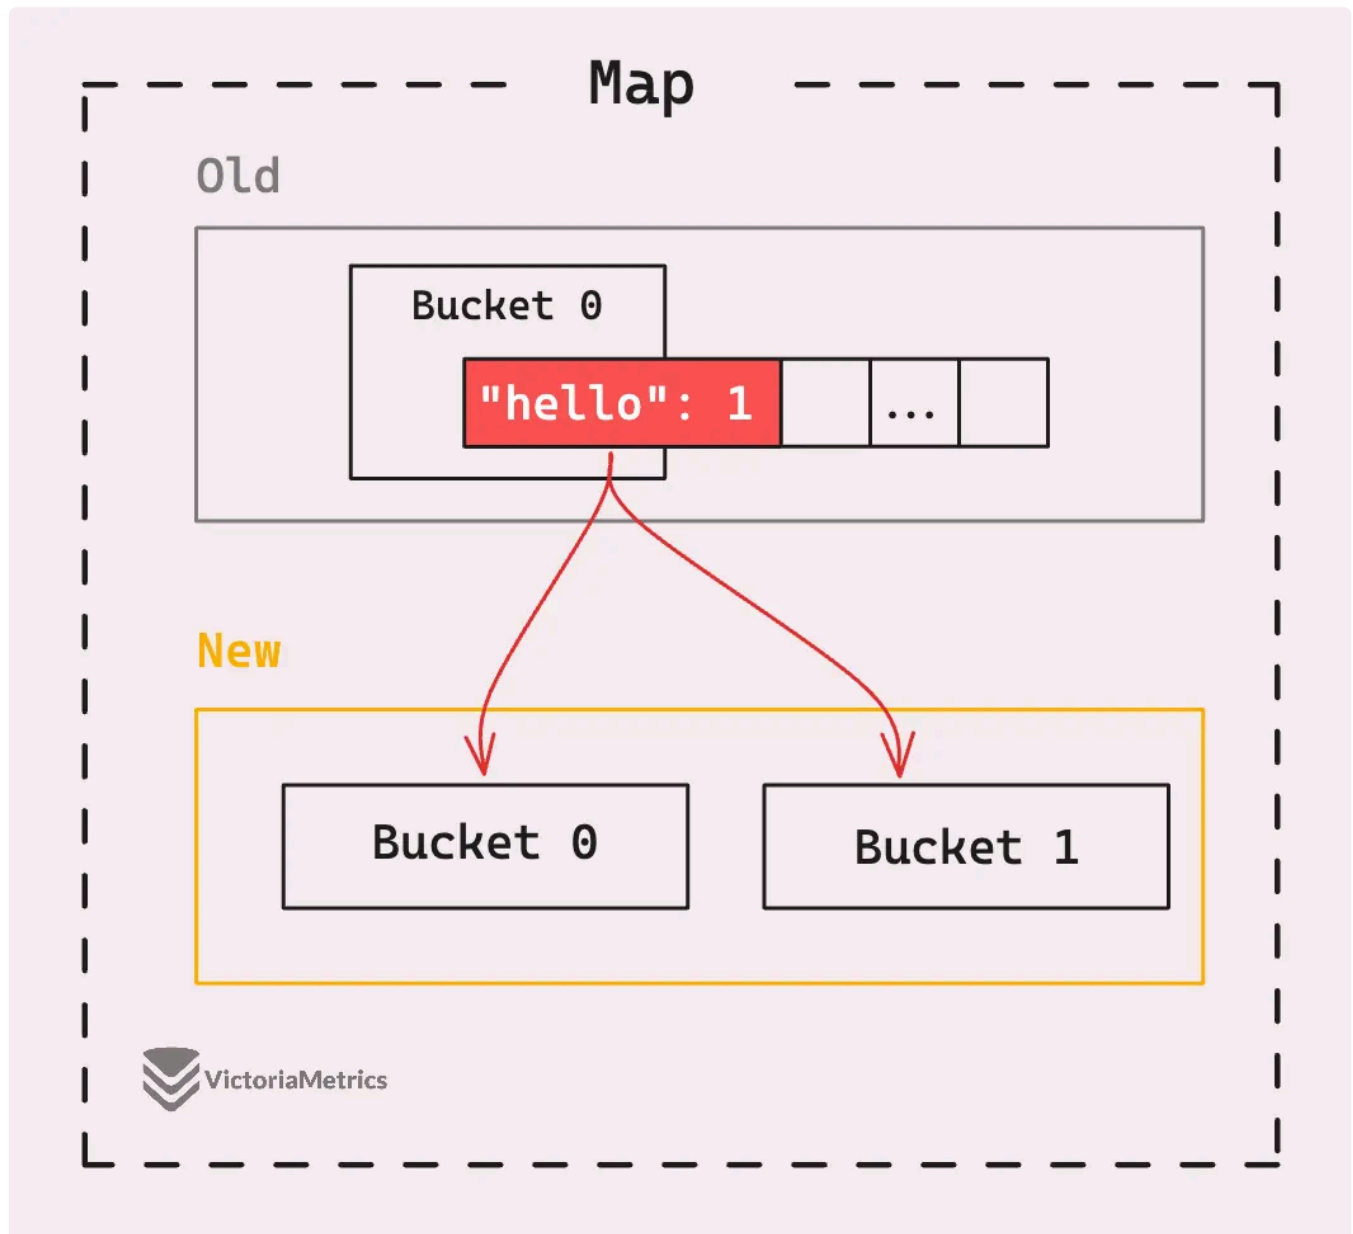 Map
Old
Bucket 0
"hello": 1
...
New
Bucket 0
Bucket 1
VictoriaMetrics